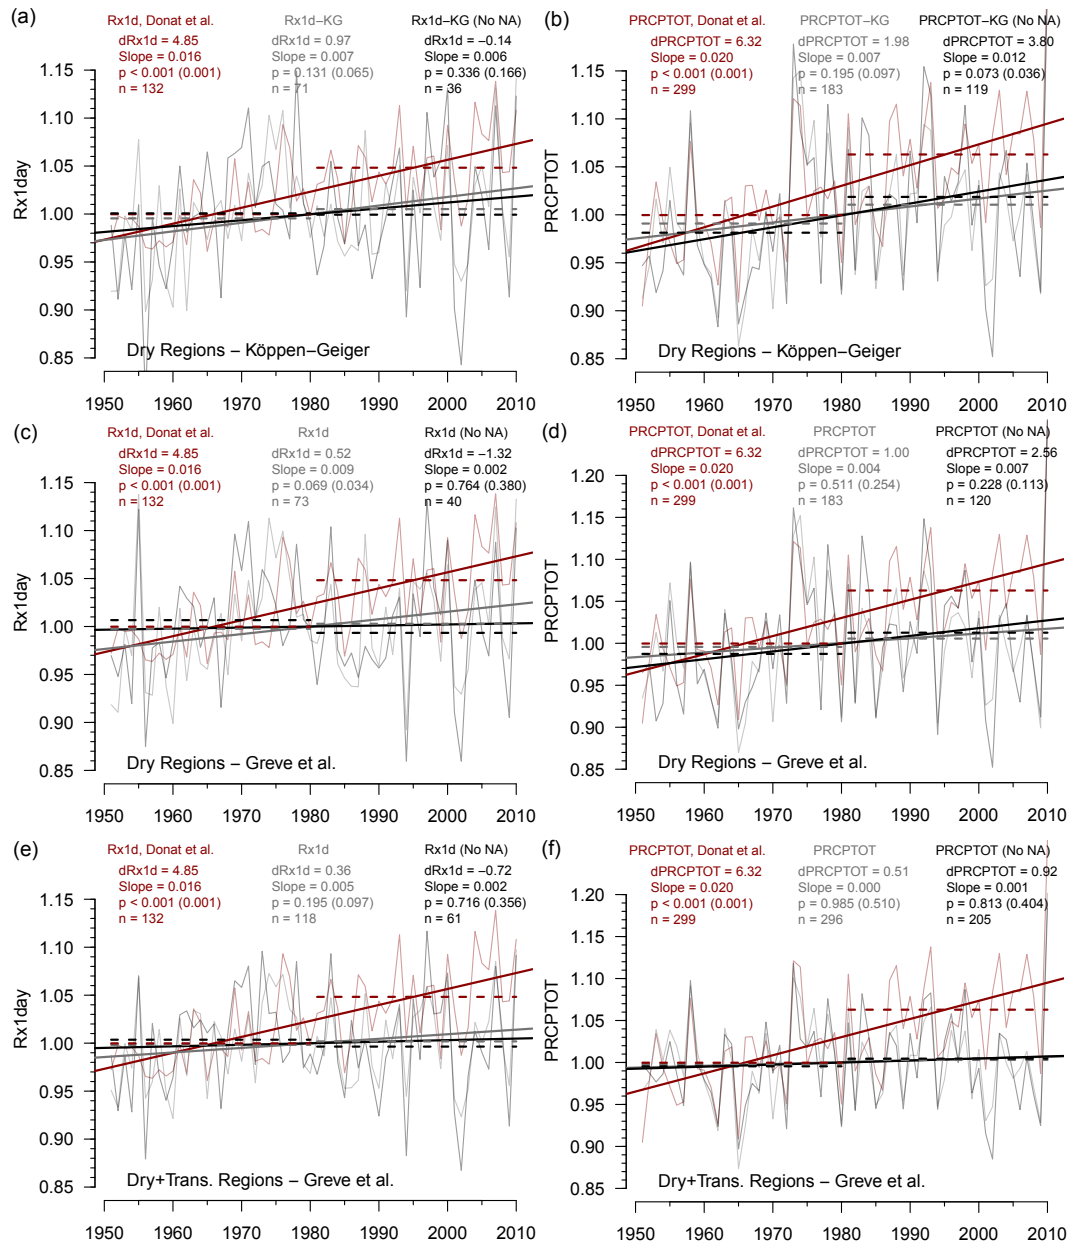 (a)
Rx1d, Donat et al.
dRx1d = 4.85
Slope = 0.016
p < 0.001 (0.001)
n = 132
Rx1d−KG
dRx1d = 0.97
Slope = 0.007
p = 0.131 (0.065)
n = 71
Rx1d−KG (No NA)
dRx1d = −0.14
Slope = 0.006
p = 0.336 (0.166)
n = 36
Rx1day
1.15
1.10
1.05
1.00
0.95
0.90
0.85
Dry Regions − Köppen−Geiger
1950 1960 1970 1980 1990 2000 2010
(b)
PRCPTOT, Donat et al.
dPRCPTOT = 6.32
Slope = 0.020
p < 0.001 (0.001)
n = 299
PRCPTOT−KG
dPRCPTOT = 1.98
Slope = 0.007
p = 0.195 (0.097)
n = 183
PRCPTOT−KG (No NA)
dPRCPTOT = 3.80
Slope = 0.012
p = 0.073 (0.036)
n = 119
PRCPTOT
1.15
1.10
1.05
1.00
0.95
0.90
0.85
Dry Regions − Köppen−Geiger
1950 1960 1970 1980 1990 2000 2010
(c)
Rx1d, Donat et al.
dRx1d = 4.85
Slope = 0.016
p < 0.001 (0.001)
n = 132
Rx1d
dRx1d = 0.52
Slope = 0.009
p = 0.069 (0.034)
n = 73
Rx1d (No NA)
dRx1d = −1.32
Slope = 0.002
p = 0.764 (0.380)
n = 40
Rx1day
1.15
1.10
1.05
1.00
0.95
0.90
0.85
Dry Regions − Greve et al.
1950 1960 1970 1980 1990 2000 2010
(d)
PRCPTOT, Donat et al.
dPRCPTOT = 6.32
Slope = 0.020
p < 0.001 (0.001)
n = 299
PRCPTOT
dPRCPTOT = 1.00
Slope = 0.004
p = 0.511 (0.254)
n = 183
PRCPTOT (No NA)
dPRCPTOT = 2.56
Slope = 0.007
p = 0.228 (0.113)
n = 120
PRCPTOT
1.20
1.15
1.10
1.05
1.00
0.95
0.90
0.85
Dry Regions − Greve et al.
1950 1960 1970 1980 1990 2000 2010
(e)
Rx1d, Donat et al.
dRx1d = 4.85
Slope = 0.016
p < 0.001 (0.001)
n = 132
Rx1d
dRx1d = 0.36
Slope = 0.005
p = 0.195 (0.097)
n = 118
Rx1d (No NA)
dRx1d = −0.72
Slope = 0.002
p = 0.716 (0.356)
n = 61
Rx1day
1.15
1.10
1.05
1.00
0.95
0.90
0.85
Dry+Trans. Regions − Greve et al.
1950 1960 1970 1980 1990 2000 2010
(f)
PRCPTOT, Donat et al.
dPRCPTOT = 6.32
Slope = 0.020
p < 0.001 (0.001)
n = 299
PRCPTOT
dPRCPTOT = 0.51
Slope = 0.000
p = 0.985 (0.510)
n = 296
PRCPTOT (No NA)
dPRCPTOT = 0.92
Slope = 0.001
p = 0.813 (0.404)
n = 205
PRCPTOT
1.20
1.15
1.10
1.05
1.00
0.95
0.90
0.85
Dry+Trans. Regions − Greve et al.
1950 1960 1970 1980 1990 2000 2010